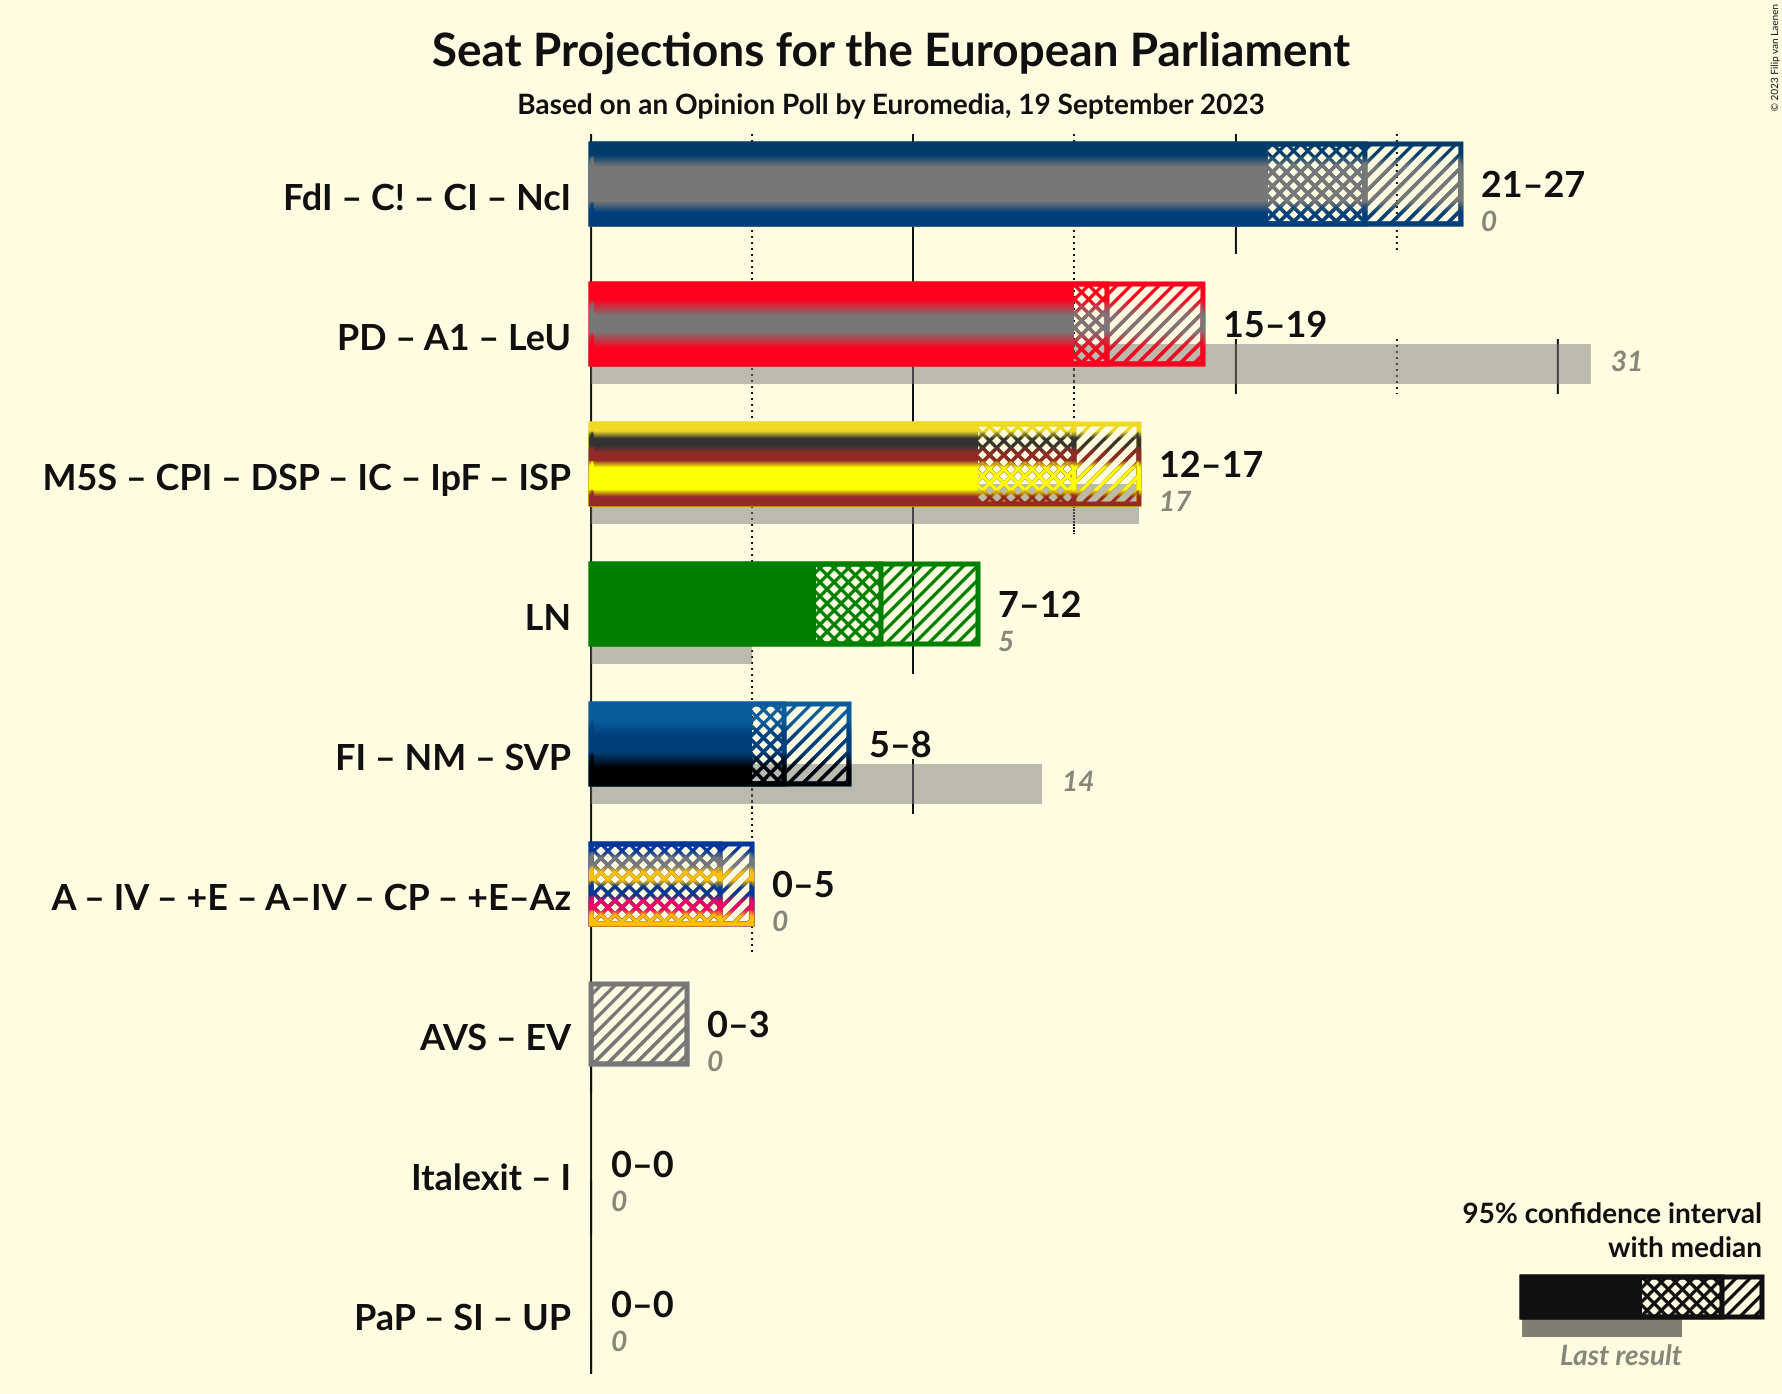 Seat Projections for the European Parliament
Based on an Opinion Poll by Euromedia, 19 September 2023
© 2023 Filip van Laenen
FdI – C! – CI – NcI
21–27
0
PD – A1 – LeU
15–19
31
M5S – CPI – DSP – IC – IpF – ISP
12–17
17
LN
7–12
5
FI – NM – SVP
5–8
14
A – IV – +E – A–IV – CP – +E–Az
0–5
0
AVS – EV
0–3
0
Italexit – I
0–0
0
PaP – SI – UP
0–0
0
95% confidence interval
with median
Last result